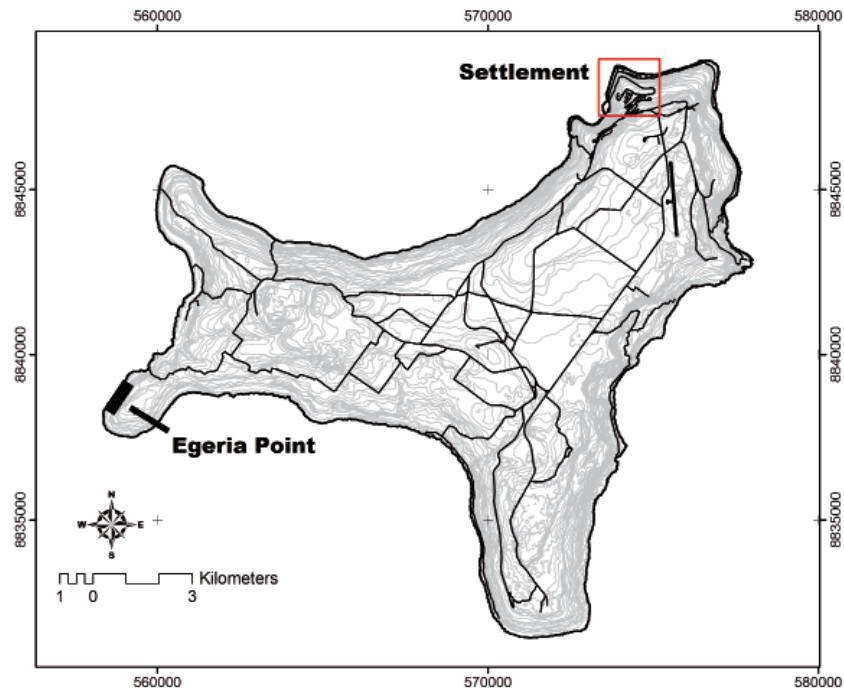 560000 570000 580000
Settlement
8845000 8845000
8840000 8840000
Egeria Point
N
W E
S
8835000 8835000
Kilometers
1 0 3
560000 570000 580000